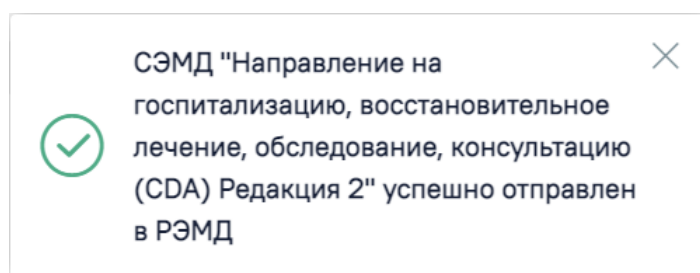 СЭМД "Направление на
госпитализацию, восстановительное
лечение, обследование, консультацию
(CDA) Редакция 2" успешно отправлен
в РЭМД